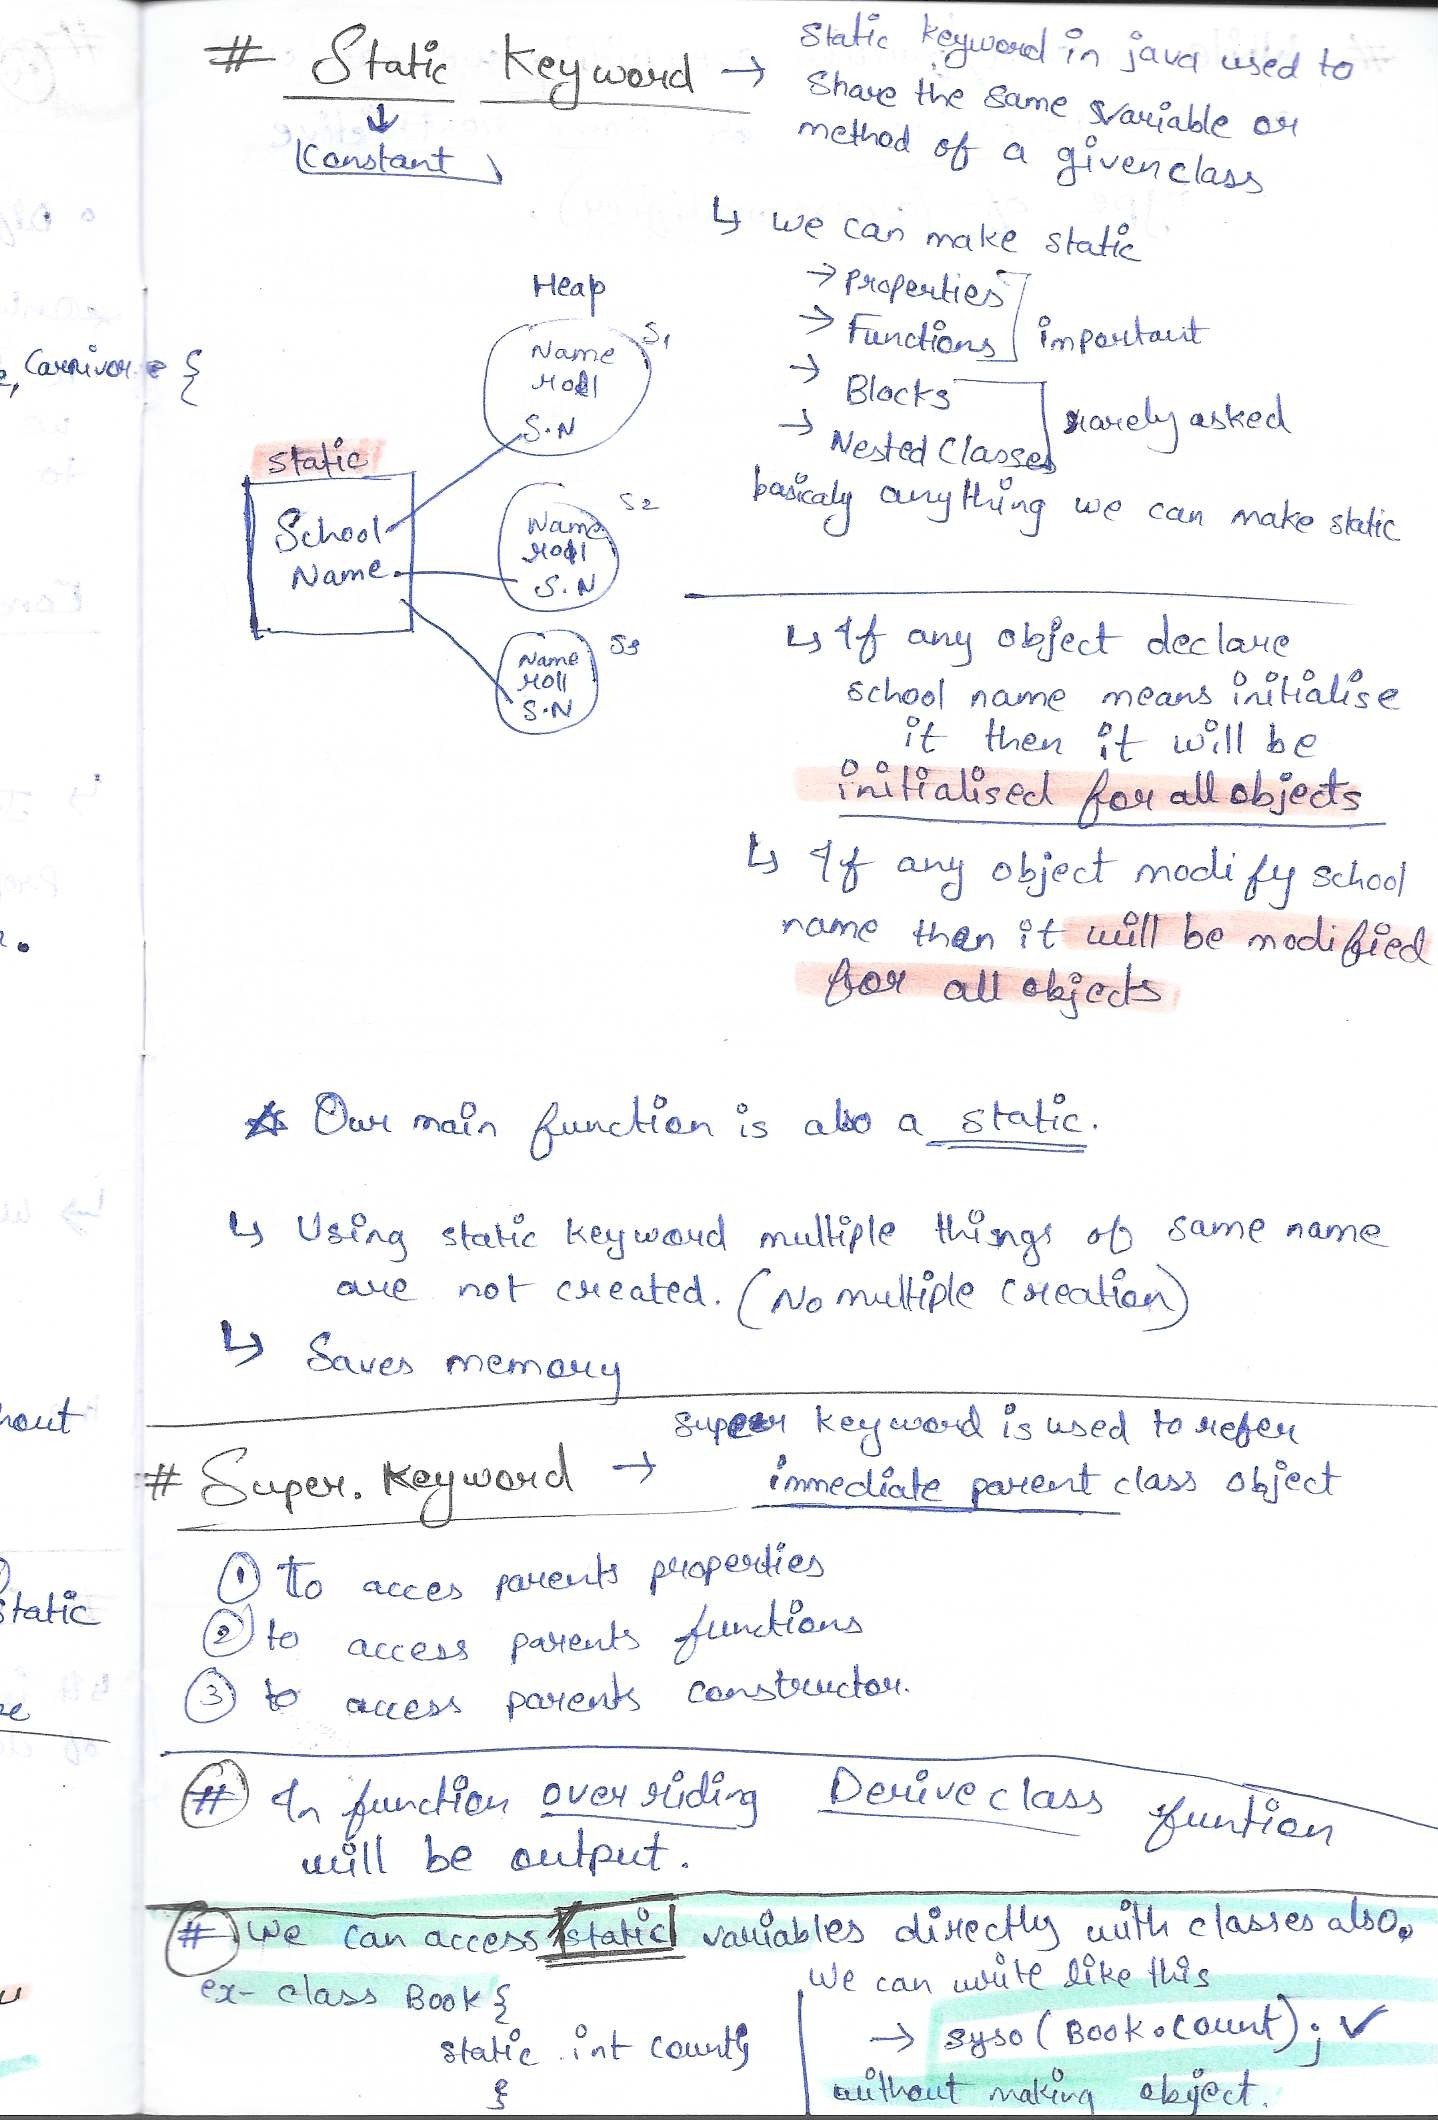 # Static Keyword → Static keyword in java used to
share the same variable or
method of a given class
↓
Constant
↳ we can make static
→ Properties
→ Functions
important
→ Blocks
→ Nested Classes
rarely asked
basicaly anything we can make static
Heap
S1
Name
roll
S.N
static
School
Name
S2
Name
roll
S.N
S3
Name
roll
S.N
↳ If any object declare
school name means initialise
it then it will be
initialised for all objects
↳ If any object modify school
name then it will be modified
for all objects
☆ Our main function is also a static.
↳ Using static keyword multiple things of same name
are not created. (No multiple creation)
↳ Saves memory
# Super. Keyword → super keyword is used to refer
immediate parent class object
① to acces parents properties
② to access parents functions
③ to access parents constructor.
# In function overriding Derive class funtion
will be output.
# We can access static variables directly with classes also.
ex- class Book {
static int count;
}
we can write like this
→ syso (Book.count); ✓
without making object.
, Carnivore {
hout
static